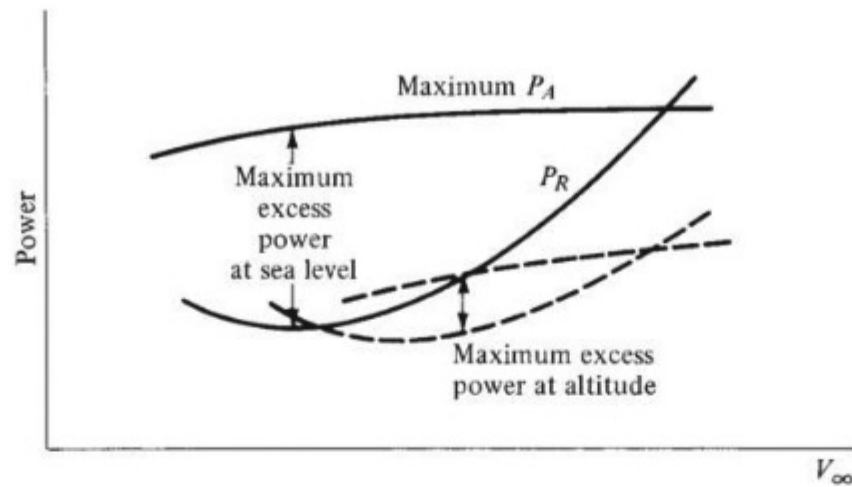 Maximum P_A
Maximum
excess
power
at sea level
P_R
Power
Maximum excess
power at altitude
V_∞